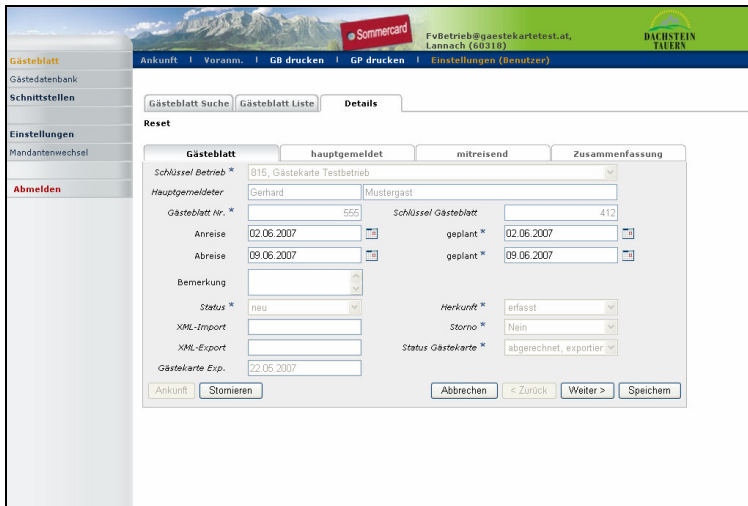 Sommercard
FvBetrieb@gaestekartetest.at,
Lannach (60318)
DACHSTEIN
TAUERN
Gästeblatt
Gästedatenbank
Schnittstellen
Einstellungen
Mandantenwechsel
Abmelden
Ankunft | Voranm. | GB drucken | GP drucken | Einstellungen (Benutzer)
Gästeblatt Suche Gästeblatt Liste Details
Reset
Gästeblatt hauptgemeldet mitreisend Zusammenfassung
Schlüssel Betrieb * 815, Gästekarte Testbetrieb
Hauptgemeldeter Gerhard Mustergast
Gästeblatt Nr. * 555 Schlüssel Gästeblatt 412
Anreise 02.06.2007 geplant * 02.06.2007
Abreise 09.06.2007 geplant * 09.06.2007
Bemerkung
Status * neu Herkunft * erfasst
XML-Import Storno * Nein
XML-Export Status Gästekarte * abgerechnet, exportier
Gästekarte Exp. 22.05.2007
Ankunft Stornieren Abbrechen < Zurück Weiter > Speichern